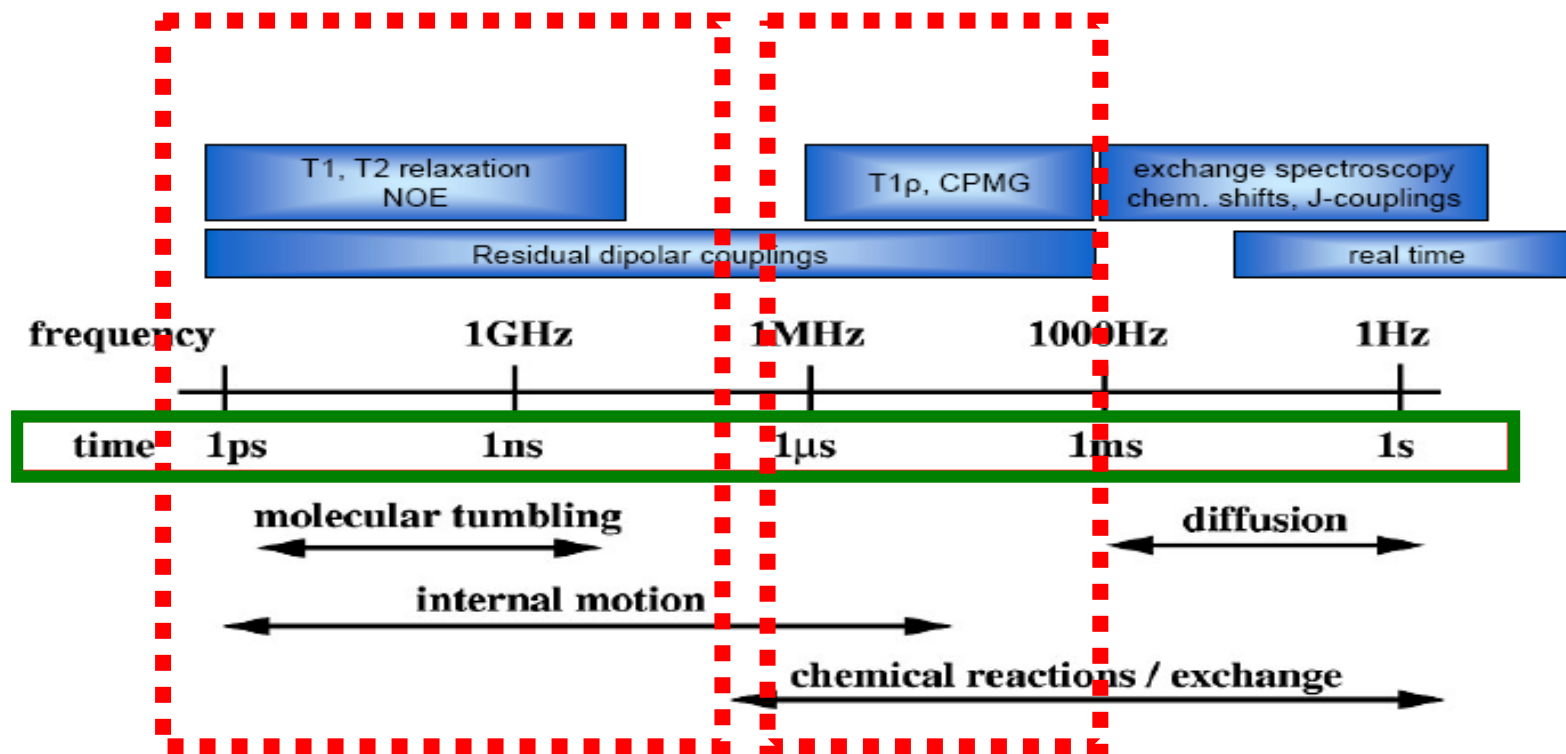 T1, T2 relaxation
NOE
T1ρ, CPMG
exchange spectroscopy
chem. shifts, J-couplings
Residual dipolar couplings
real time
frequency 1GHz 1MHz 1000Hz 1Hz
time 1ps 1ns 1μs 1ms 1s
molecular tumbling
diffusion
internal motion
chemical reactions / exchange